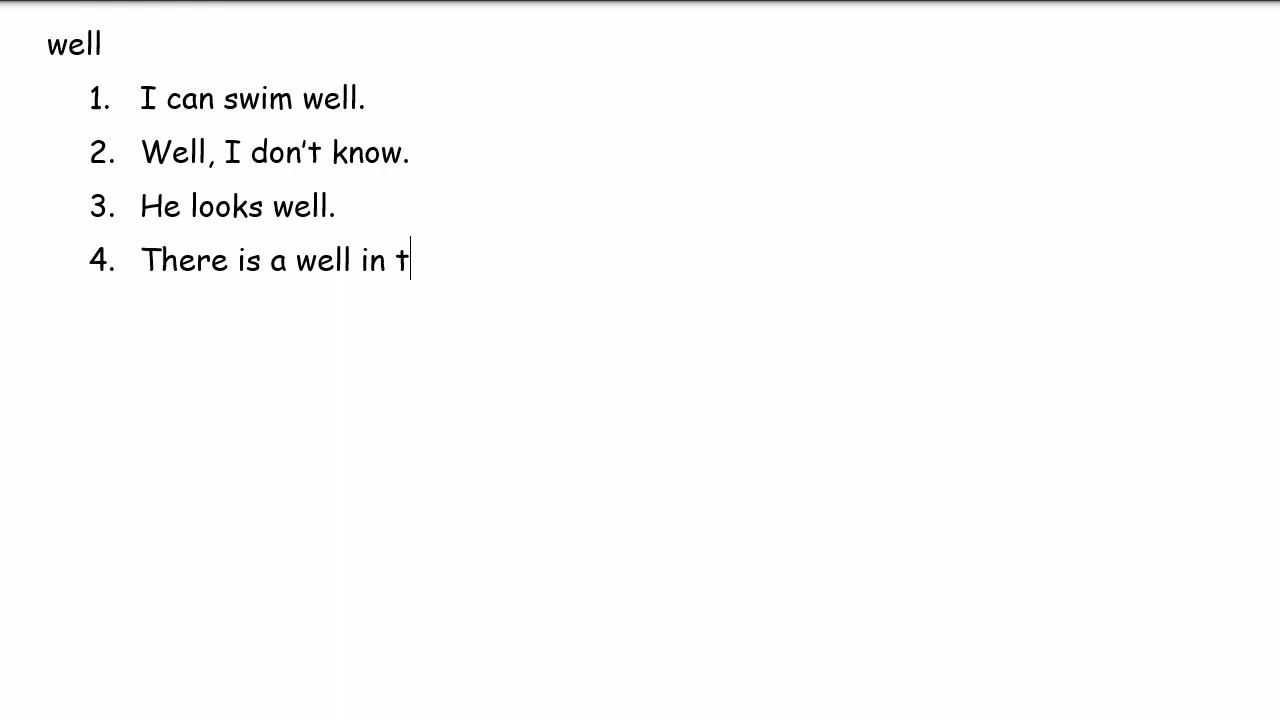 well
1. I can swim well.
2. Well, I don't know.
3. He looks well.
4. There is a well in t